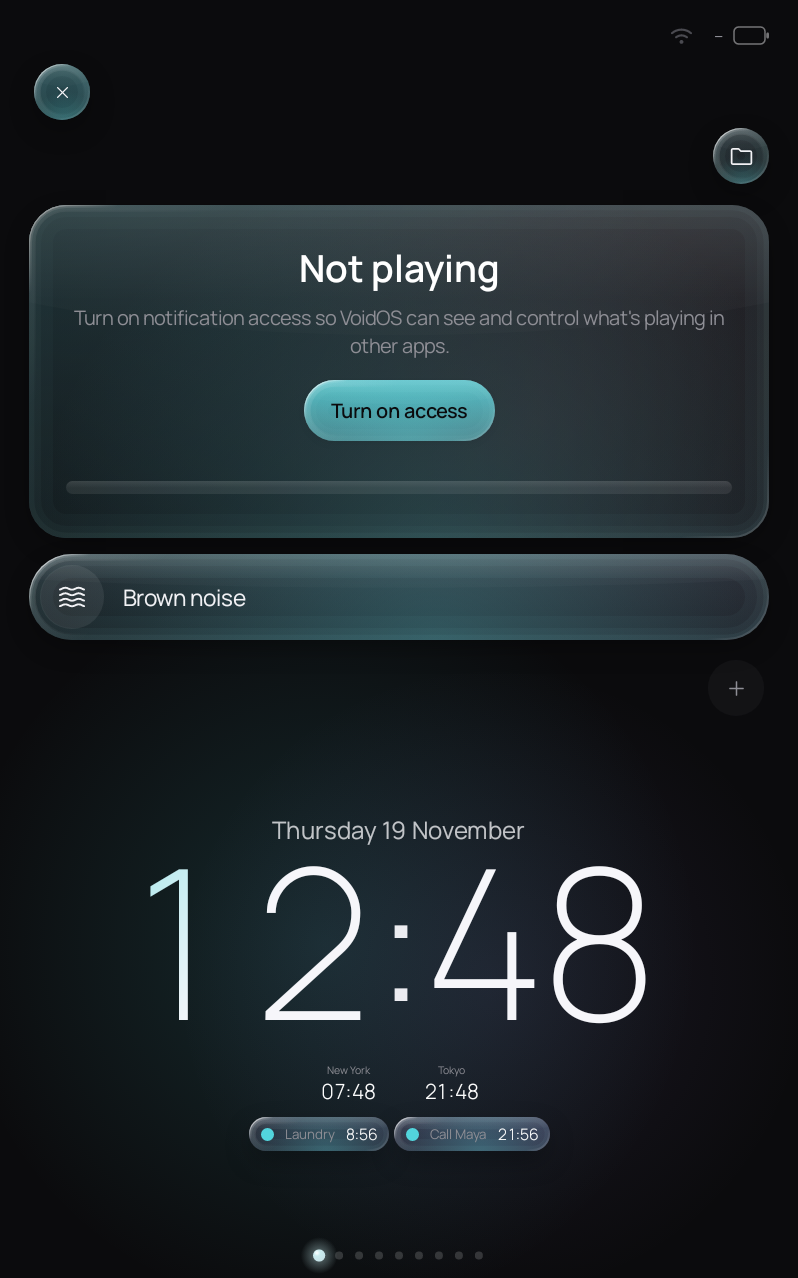 –
Not playing
Turn on notification access so VoidOS can see and control what's playing in
other apps.
Turn on access
Brown noise
Thursday 19 November
12:48
New York Tokyo
07:48 21:48
Laundry 8:56 Call Maya 21:56